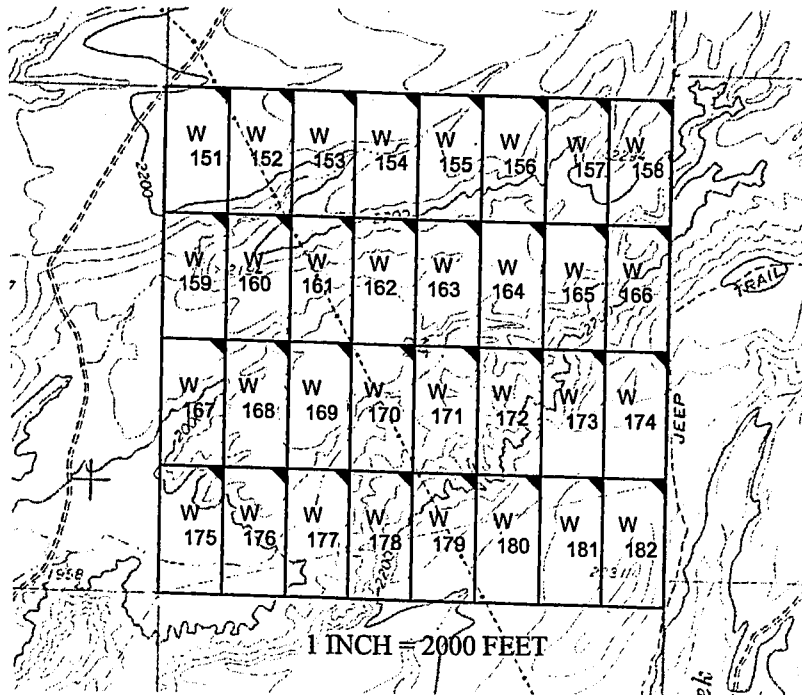 W 151 W 152 W 153 W 154 W 155 W 156 W 157 W 158
2200
W 159 W 160 W 161 W 162 W 163 W 164 W 165 W 166
TRAIL
W 167 W 168 W 169 W 170 W 171 W 172 W 173 W 174
2000
JEEP
W 175 W 176 W 177 W 178 W 179 W 180 W 181 W 182
2200
1 INCH = 2000 FEET